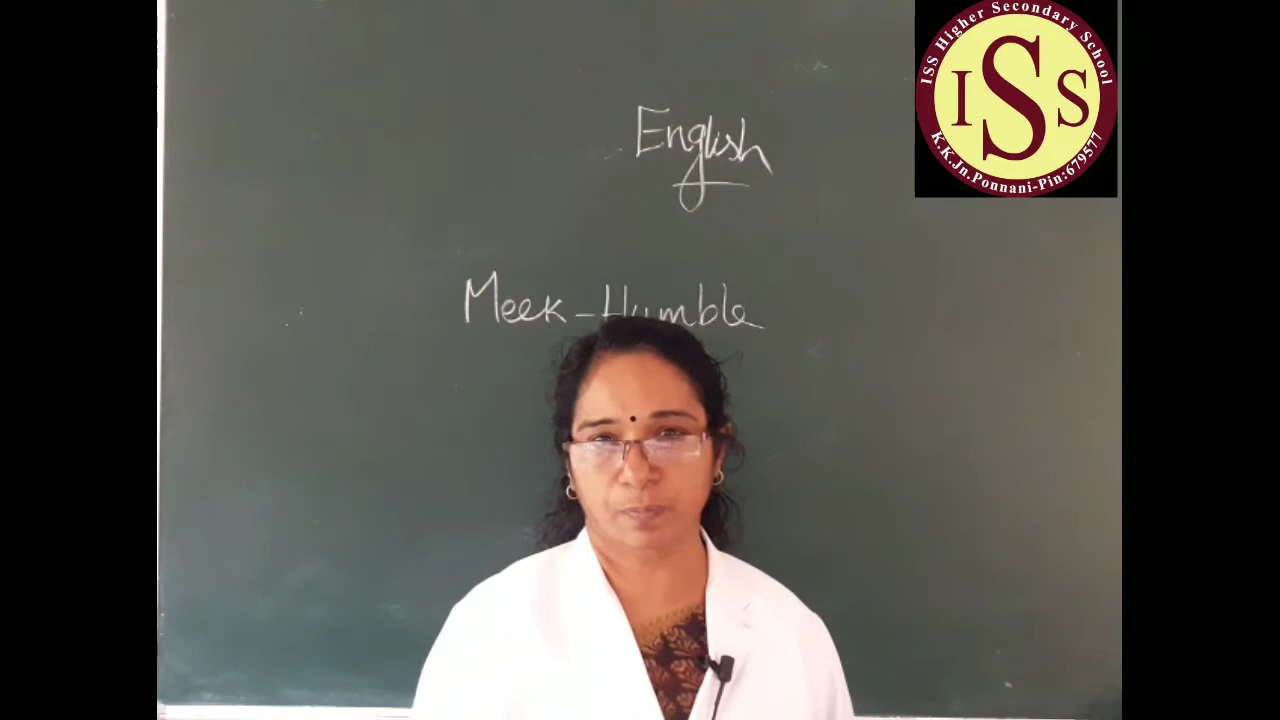 English
Meek - Humble
ISS Higher Secondary School
ISS
K.K.Jn.Ponnani-Pin:679577